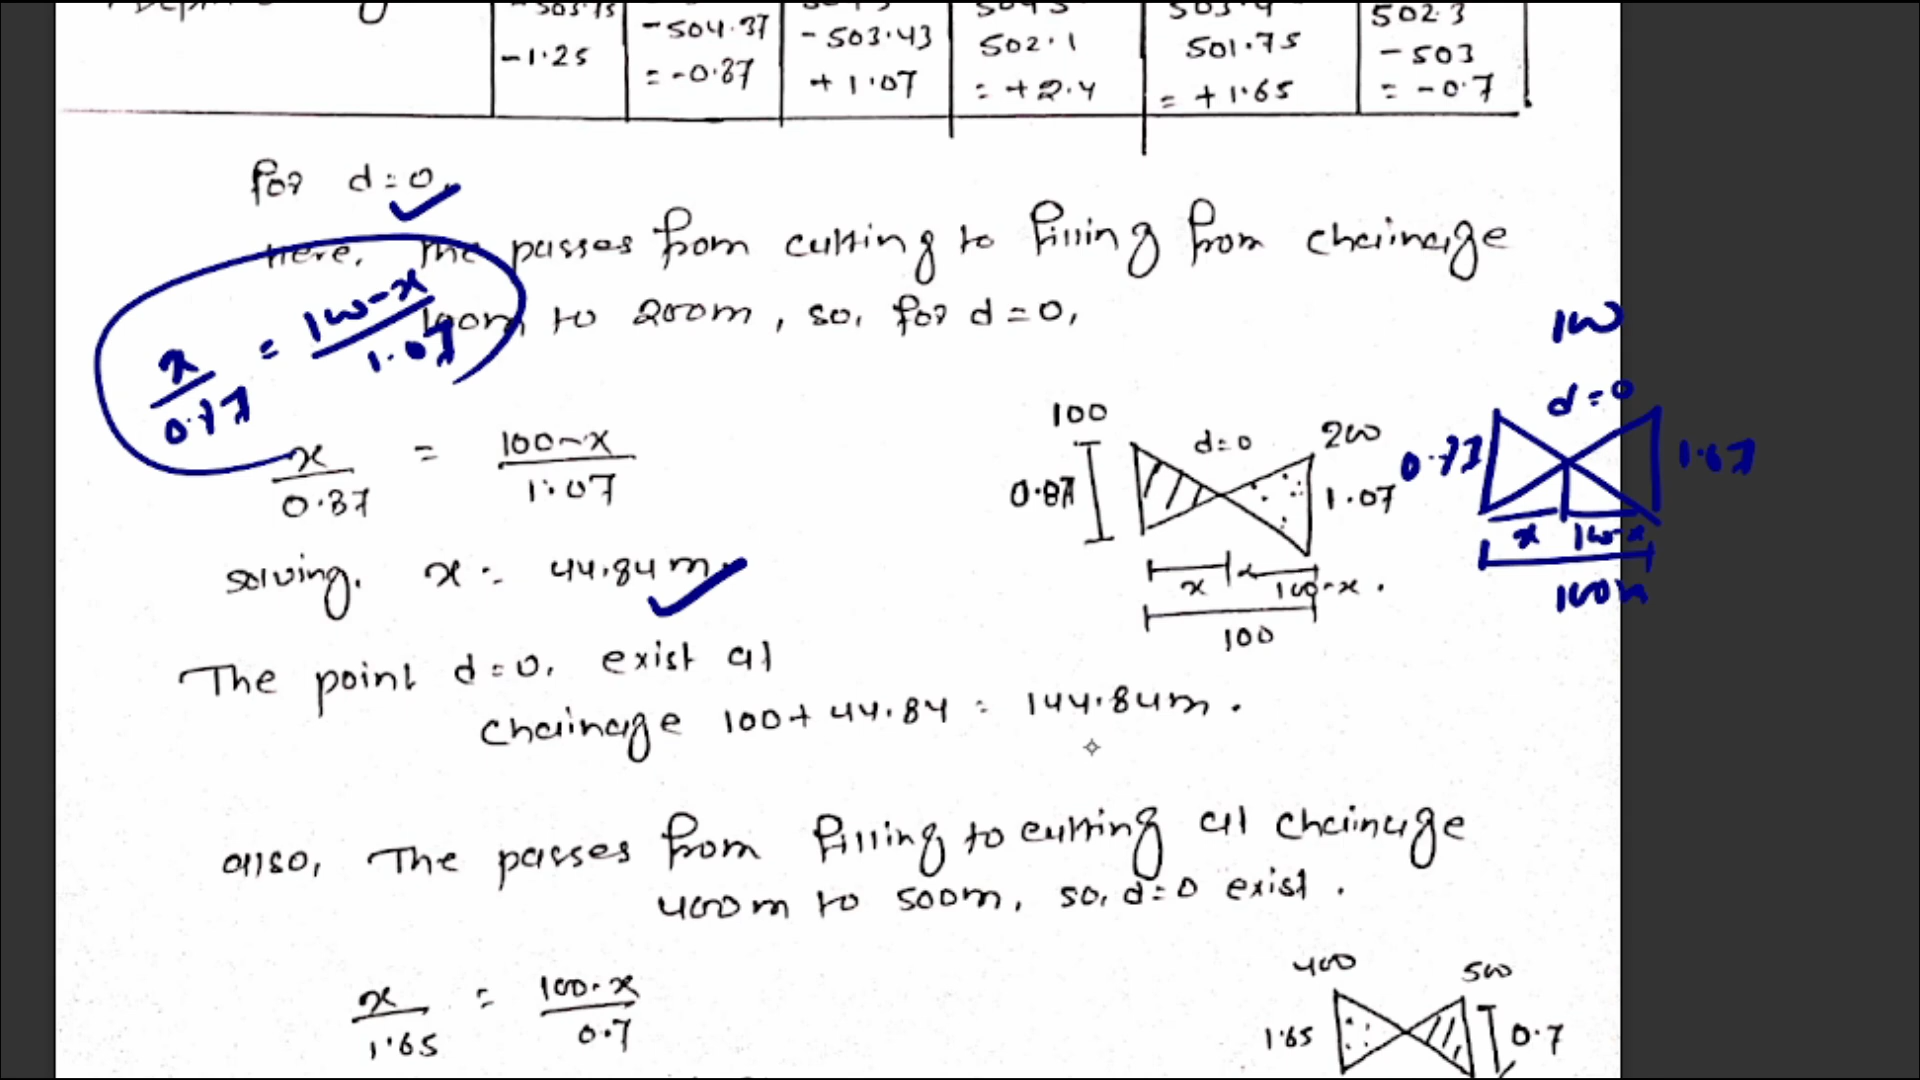 -1.25
-504.37
= -0.87
- 503.43
+ 1.07
502.1
= +2.4
501.75
= + 1.65
502.3
- 503
= -0.7
for d=0,
here, the passes from cutting to filling from chainage
100m to 200m, so, for d=0,
x/0.87 = 100-x/1.07
x/0.87 = 100-x/1.07
100
0.87
d=0
200
1.07
x
100-x.
100
100
d=0
1.07
x
100-x
100m
solving, x = 44.84m.
The point d=0, exist at
chainage 100+44.84 = 144.84m.
also, The passes from filling to cutting at chainage
400m to 500m, so, d=0 exist.
x/1.65 = 100-x/0.7
400
500
1.65
0.7